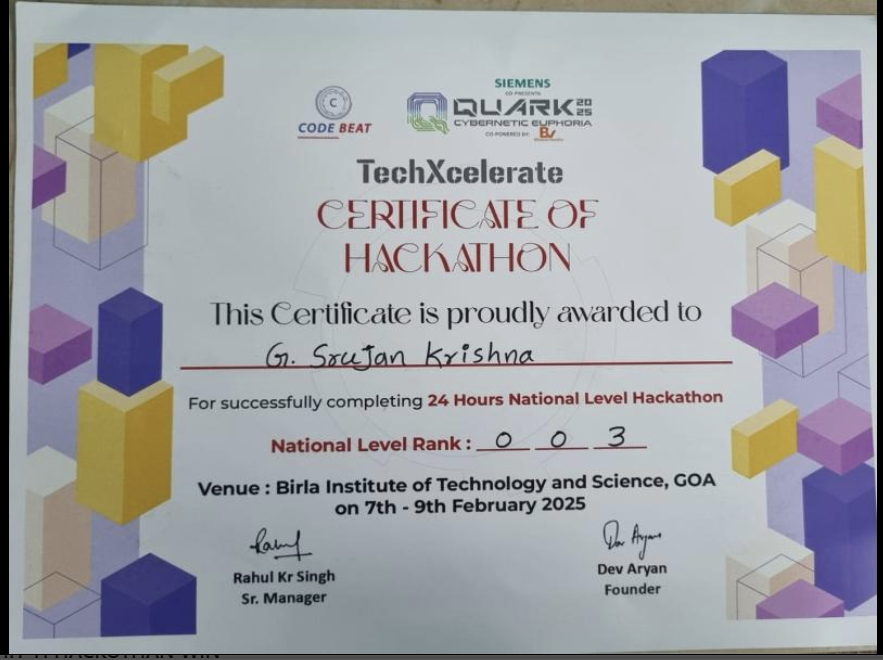 SIEMENS
CO-PRESENTS
C
CODE BEAT
QUARK 2025
CYBERNETIC EUPHORIA
CO-POWERED BY:
TechXcelerate
CERTIFICATE OF
HACKATHON
This Certificate is proudly awarded to
G. Srujan Krishna
For successfully completing 24 Hours National Level Hackathon
National Level Rank : 0 0 3
Venue : Birla Institute of Technology and Science, GOA
on 7th - 9th February 2025
Rahul Kr Singh
Sr. Manager
Dev Aryan
Dev Aryan
Founder